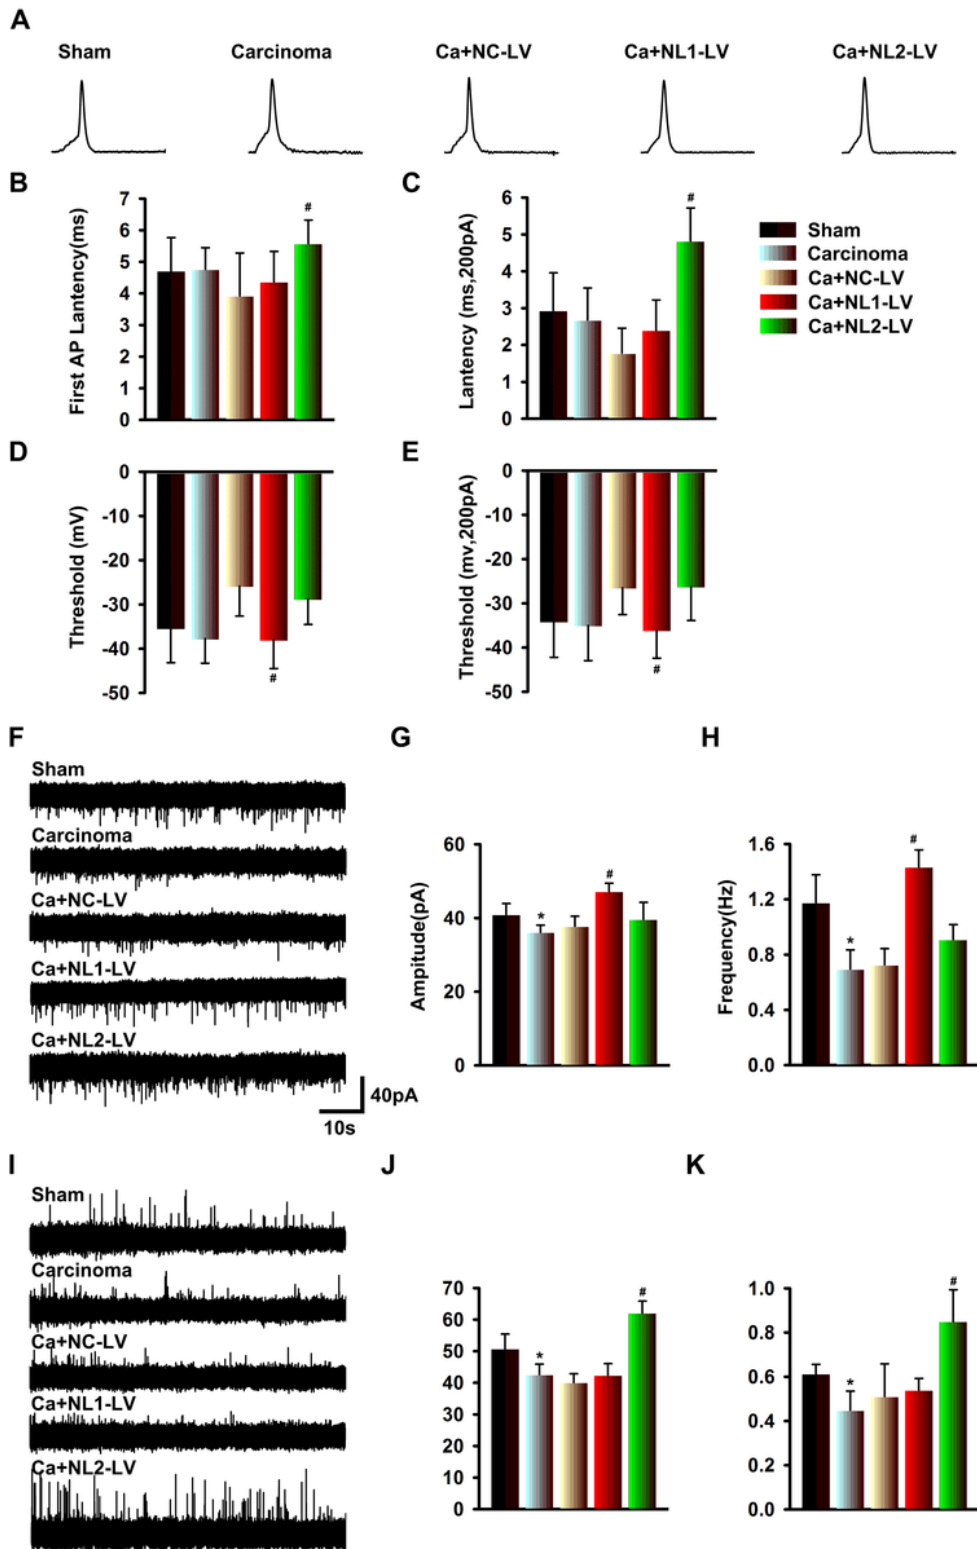 A
Sham Carcinoma Ca+NC-LV Ca+NL1-LV Ca+NL2-LV
B
First AP Lantency(ms)
7
6
5
4
3
2
1
0
#
C
Lantency (ms,200pA)
6
5
4
3
2
1
0
#
Sham
Carcinoma
Ca+NC-LV
Ca+NL1-LV
Ca+NL2-LV
D
Threshold (mV)
0
-10
-20
-30
-40
-50
#
E
Threshold (mv,200pA)
0
-10
-20
-30
-40
-50
#
F
Sham
Carcinoma
Ca+NC-LV
Ca+NL1-LV
Ca+NL2-LV
40pA
10s
G
Ampitude(pA)
60
40
20
0
*
#
H
Frequency(Hz)
1.6
1.2
0.8
0.4
0.0
*
#
I
Sham
Carcinoma
Ca+NC-LV
Ca+NL1-LV
Ca+NL2-LV
J
70
60
50
40
30
20
10
0
*
#
K
1.0
0.8
0.6
0.4
0.2
0.0
*
#